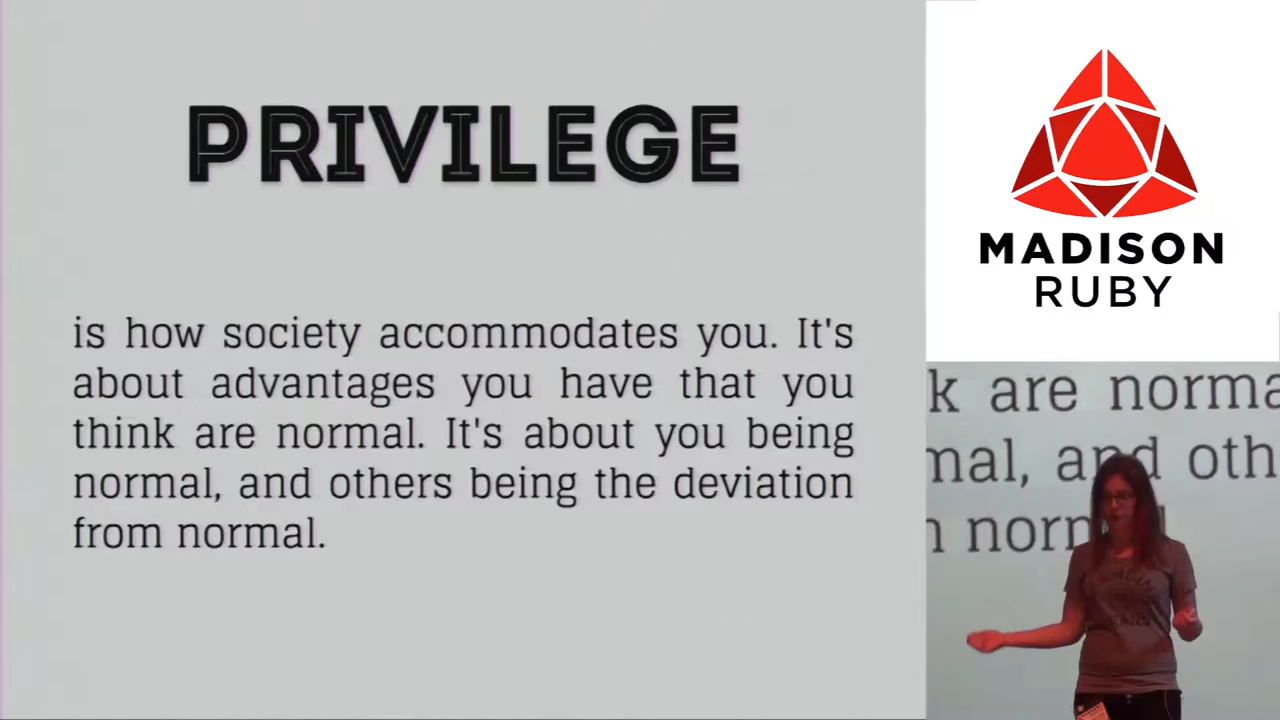 PRIVILEGE
is how society accommodates you. It's
about advantages you have that you
think are normal. It's about you being
normal, and others being the deviation
from normal.
MADISON
RUBY
k are norma
mal, and oth
n norm